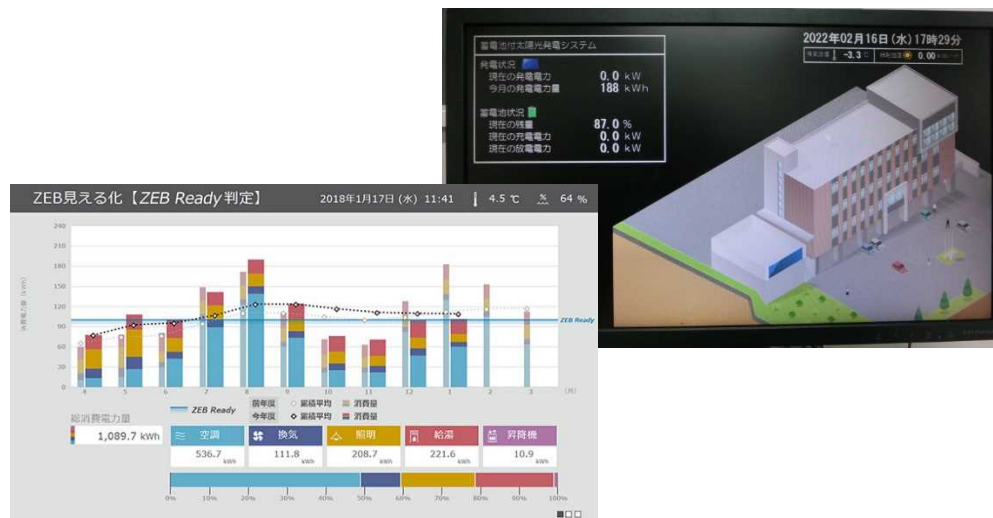 蓄電池付太陽光発電システム
発電状況
現在の発電電力 0.0 kW
今月の発電電力量 188 kWh
蓄電池状況
現在の残量 87.0 %
現在の充電電力 0.0 kW
現在の放電電力 0.0 kW
2022年02月16日(水)17時29分
-3.3 ℃ 0.00
ZEB見える化【ZEB Ready判定】 2018年1月17日 (水) 11:41 4.5 ℃ 64 %
消費電力量 (kWh)
240
210
180
150
120
90
60
30
0
ZEB Ready
4 5 6 7 8 9 10 11 12 1 2 3 (月)
ZEB Ready
前年度 累積平均 消費量
今年度 累積平均 消費量
総消費電力量
1,089.7 kWh
空調 換気 照明 給湯 昇降機
536.7 kWh 111.8 kWh 208.7 kWh 221.6 kWh 10.9 kWh
0% 10% 20% 30% 40% 50% 60% 70% 80% 90% 100%